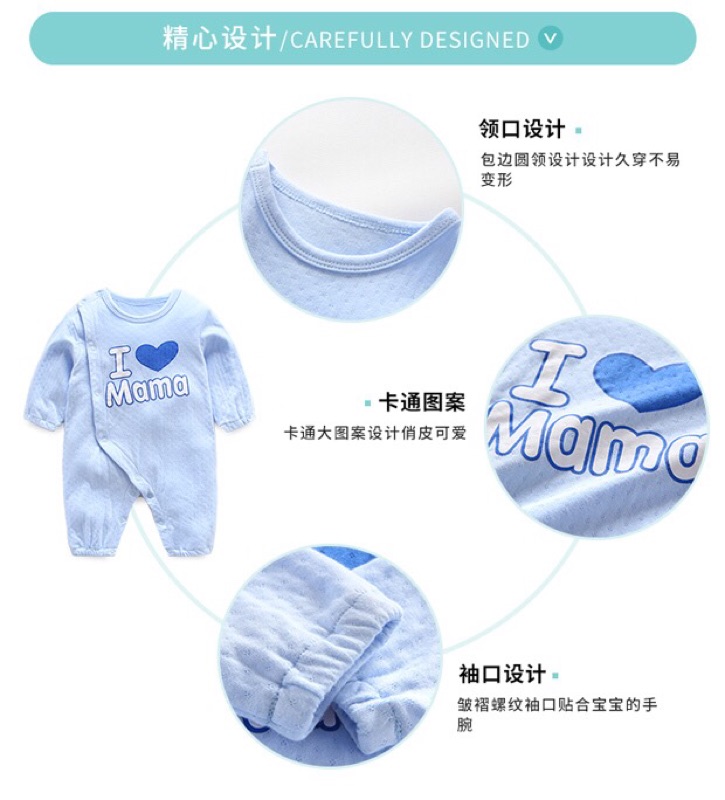 精心设计/CAREFULLY DESIGNED
领口设计
包边圆领设计设计久穿不易
变形
I
Mama
I
Mama
卡通图案
卡通大图案设计俏皮可爱
袖口设计
皱褶螺纹袖口贴合宝宝的手
腕